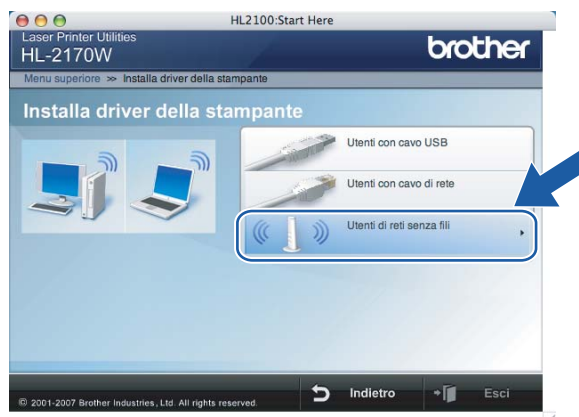 HL2100:Start Here
Laser Printer Utilities
HL-2170W
brother
Menu superiore >> Installa driver della stampante
Installa driver della stampante
Utenti con cavo USB
Utenti con cavo di rete
Utenti di reti senza fili
© 2001-2007 Brother Industries, Ltd. All rights reserved.
Indietro
Esci